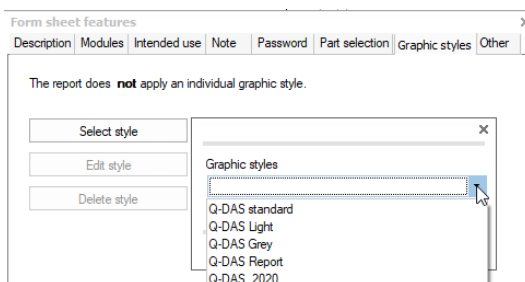 Form sheet features
Description Modules Intended use Note Password Part selection Graphic styles Other
The report does not apply an individual graphic style.
Select style
Edit style
Delete style
Graphic styles
Q-DAS standard
Q-DAS Light
Q-DAS Grey
Q-DAS Report
Q-DAS_2020